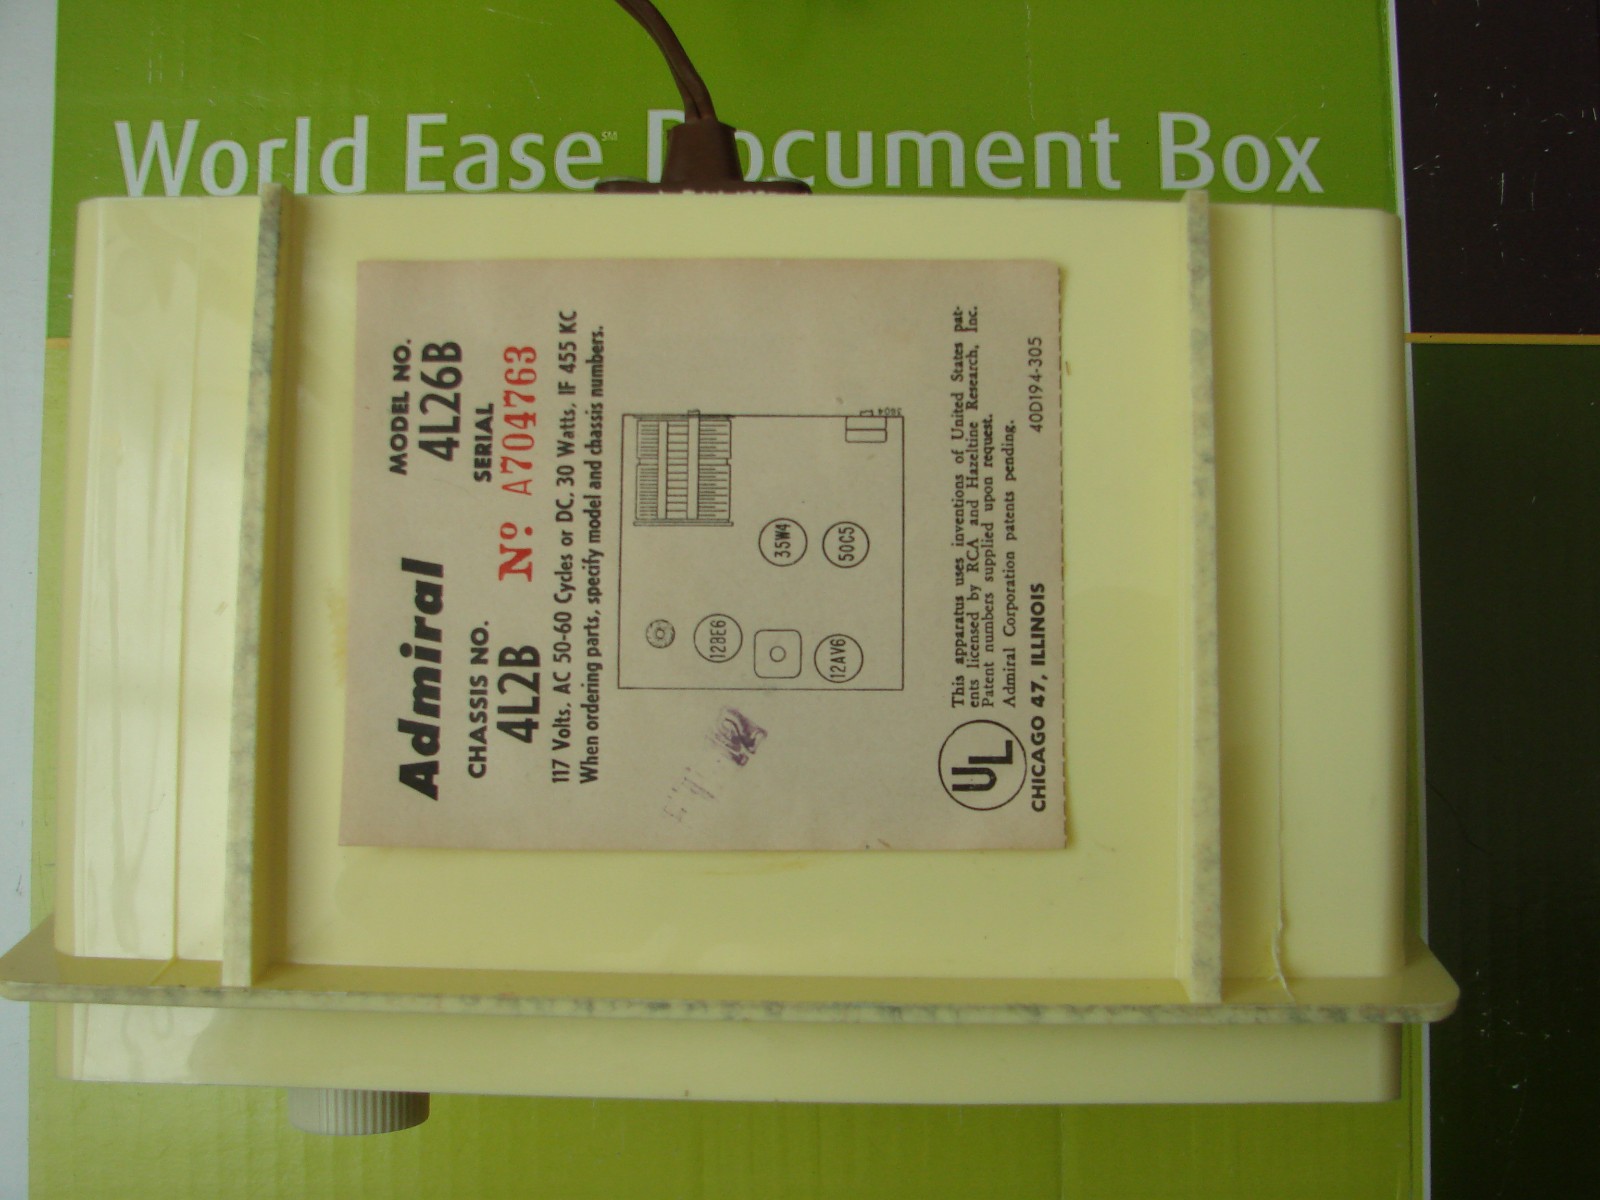 World Ease℠ Document Box
Admiral
MODEL NO.
4L26B
CHASSIS NO.
4L2B
SERIAL
Nº A704763
117 Volts, AC 50-60 Cycles or DC, 30 Watts, IF 455 KC
When ordering parts, specify model and chassis numbers.
35W4
50C5
12BE6
12AV6
3804
UL
This apparatus uses inventions of United States pat-
ents licensed by RCA and Hazeltine Research, Inc.
Patent numbers supplied upon request.
Admiral Corporation patents pending.
CHICAGO 47, ILLINOIS
40D194-305